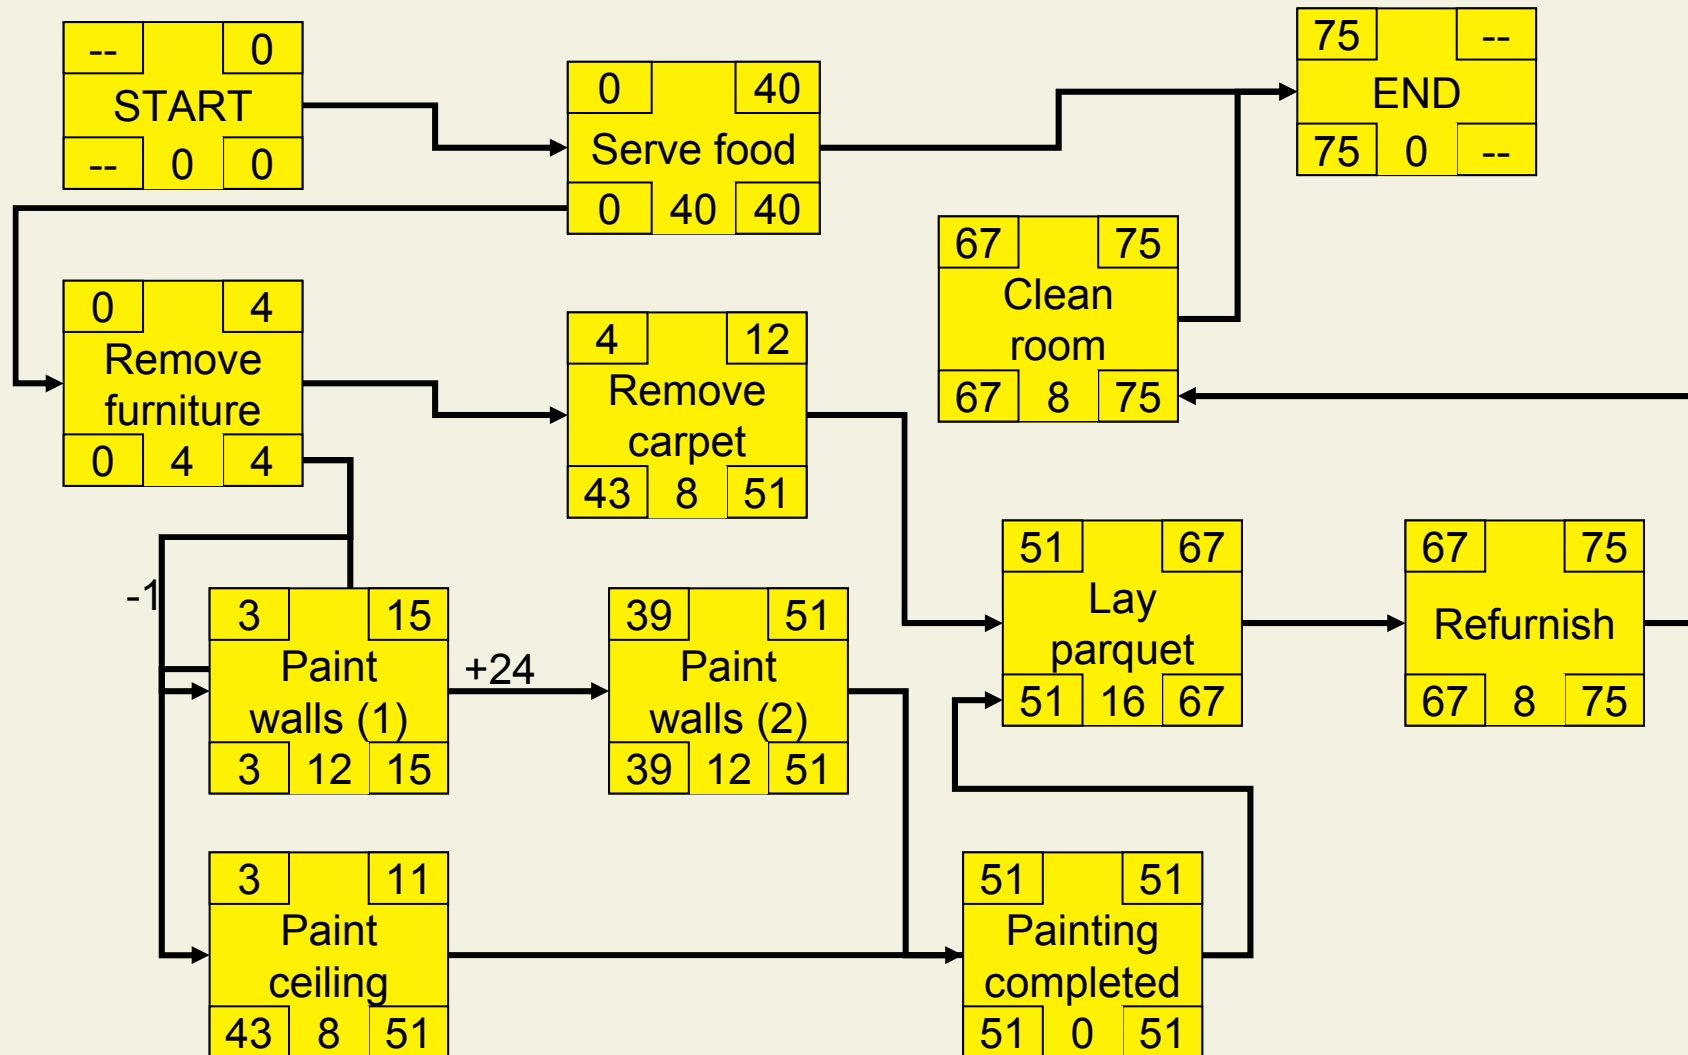 -- 0
START
-- 0 0
0 40
Serve food
0 40 40
75 --
END
75 0 --
67 75
Clean
room
67 8 75
0 4
Remove
furniture
0 4 4
4 12
Remove
carpet
43 8 51
-1
3 15
Paint
walls (1)
3 12 15
+24
39 51
Paint
walls (2)
39 12 51
51 67
Lay
parquet
51 16 67
67 75
Refurnish
67 8 75
3 11
Paint
ceiling
43 8 51
51 51
Painting
completed
51 0 51